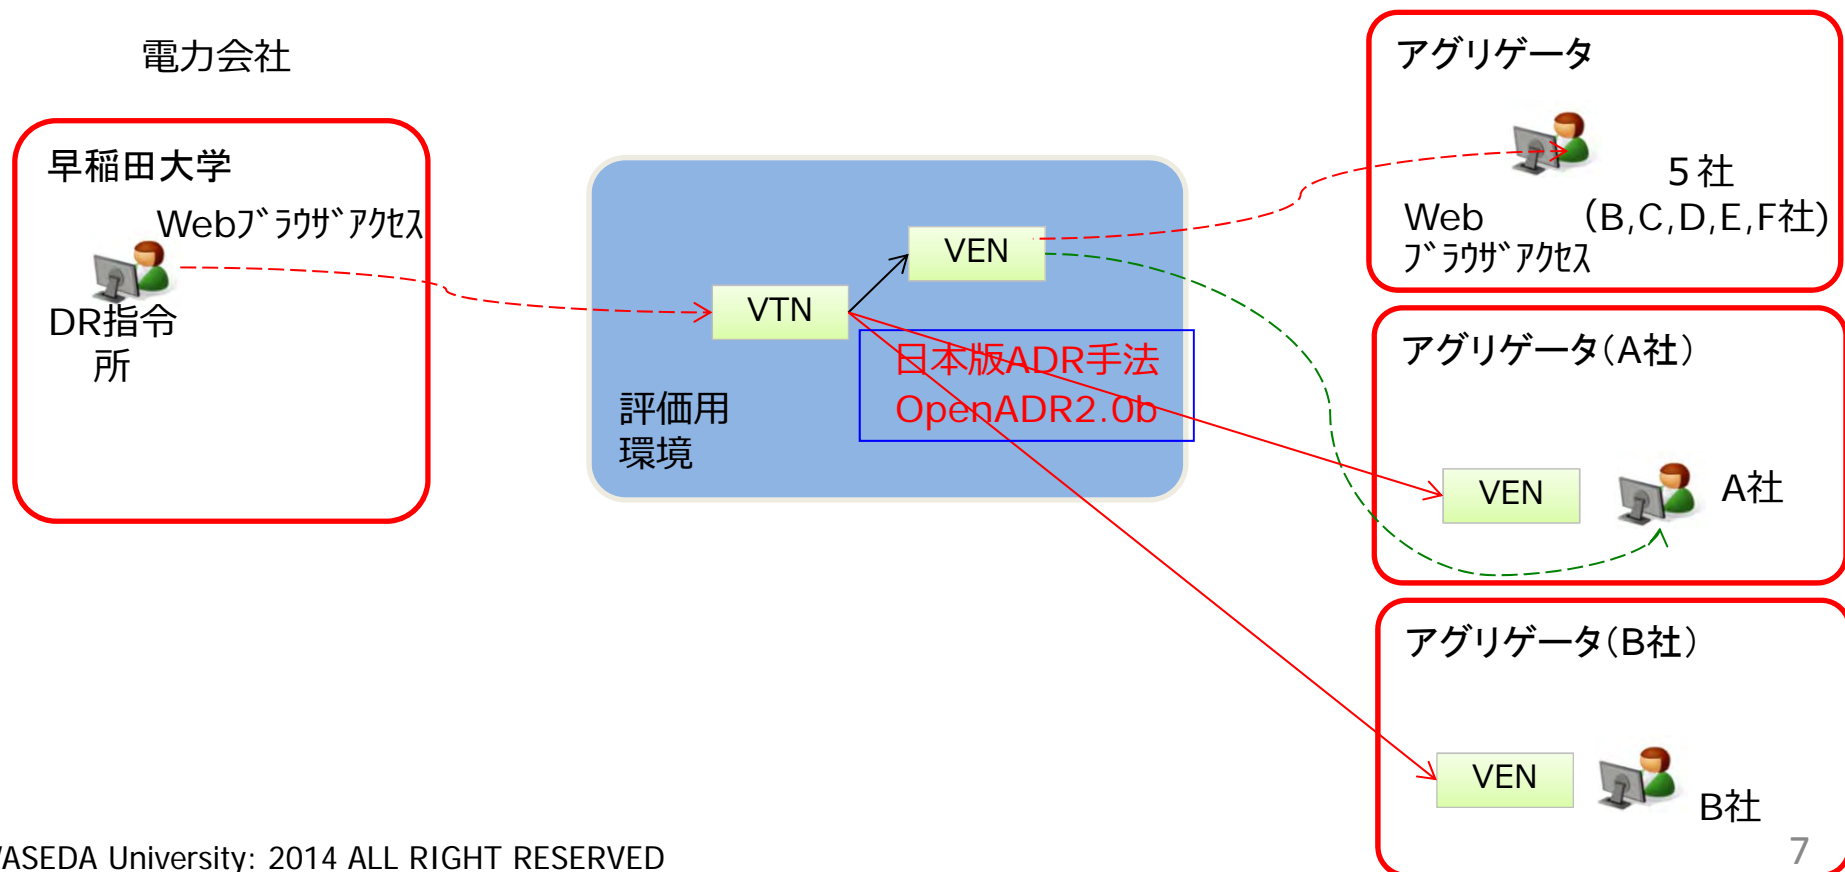 電力会社
早稲田大学
Webﾌﾞﾗｳｻﾞｱｸｾｽ
DR指令
所
評価用
環境
VTN
VEN
日本版ADR手法
OpenADR2.0b
アグリゲータ
5社
(B,C,D,E,F社)
Web
ﾌﾞﾗｳｻﾞｱｸｾｽ
アグリゲータ(A社)
VEN
A社
アグリゲータ(B社)
VEN
B社
WASEDA University: 2014 ALL RIGHT RESERVED
7